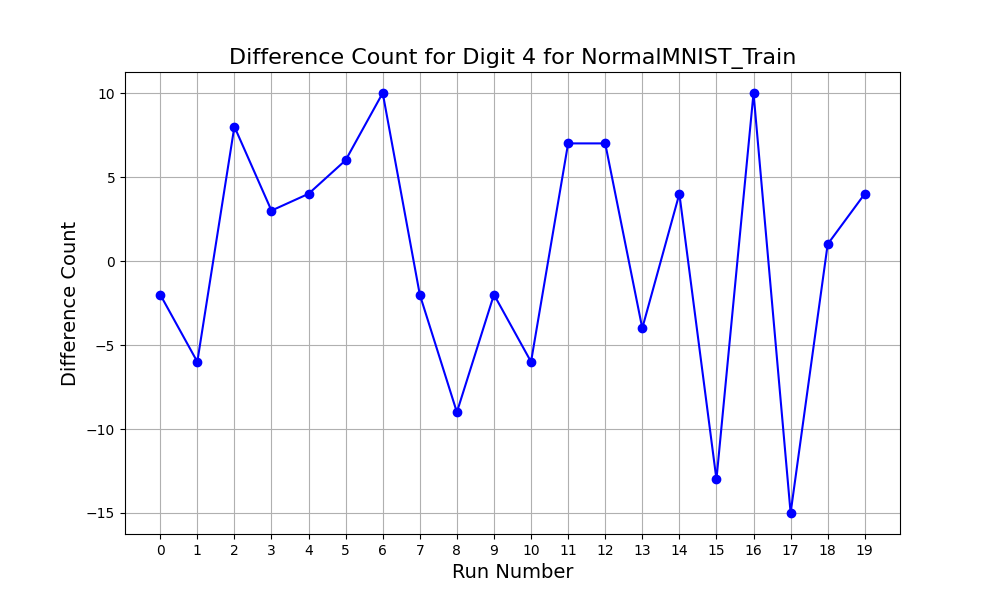 Difference Count for Digit 4 for NormalMNIST_Train
Difference Count
10
5
0
−5
−10
−15
0 1 2 3 4 5 6 7 8 9 10 11 12 13 14 15 16 17 18 19
Run Number